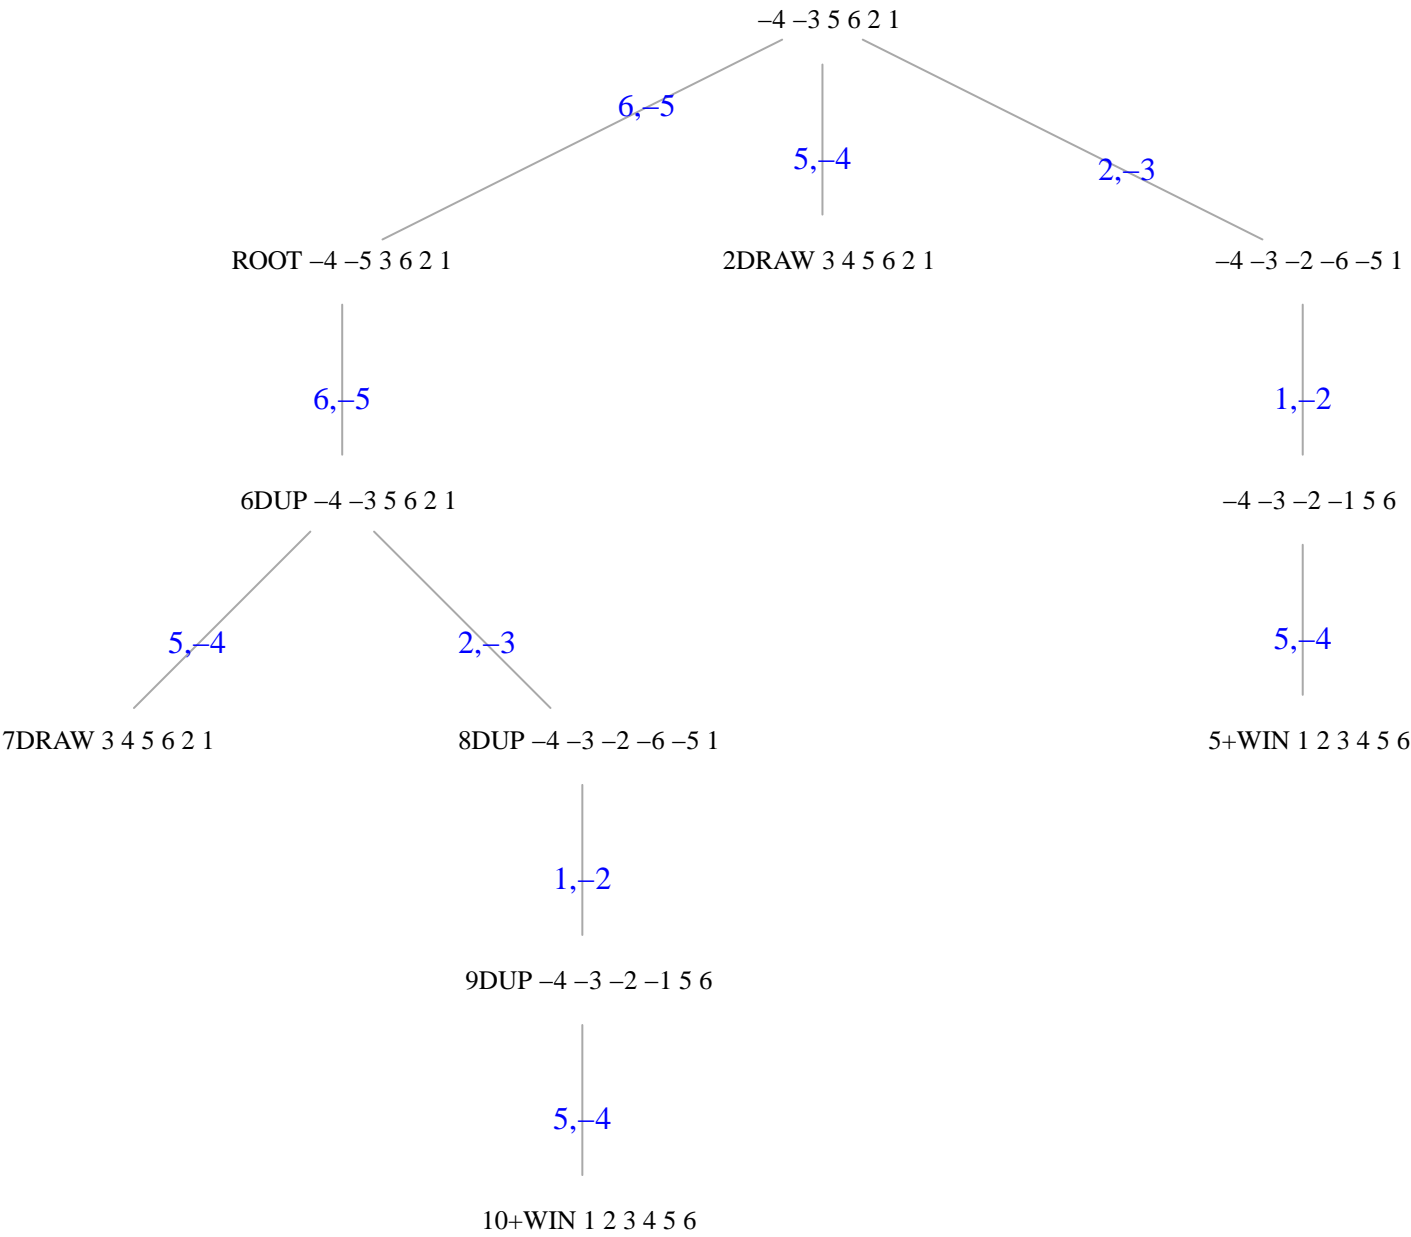 –4 –3 5 6 2 1
6,–5
5,–4
2,–3
ROOT –4 –5 3 6 2 1
2DRAW 3 4 5 6 2 1
–4 –3 –2 –6 –5 1
6,–5
1,–2
6DUP –4 –3 5 6 2 1
–4 –3 –2 –1 5 6
5,–4
2,–3
5,–4
7DRAW 3 4 5 6 2 1
8DUP –4 –3 –2 –6 –5 1
5+WIN 1 2 3 4 5 6
1,–2
9DUP –4 –3 –2 –1 5 6
5,–4
10+WIN 1 2 3 4 5 6